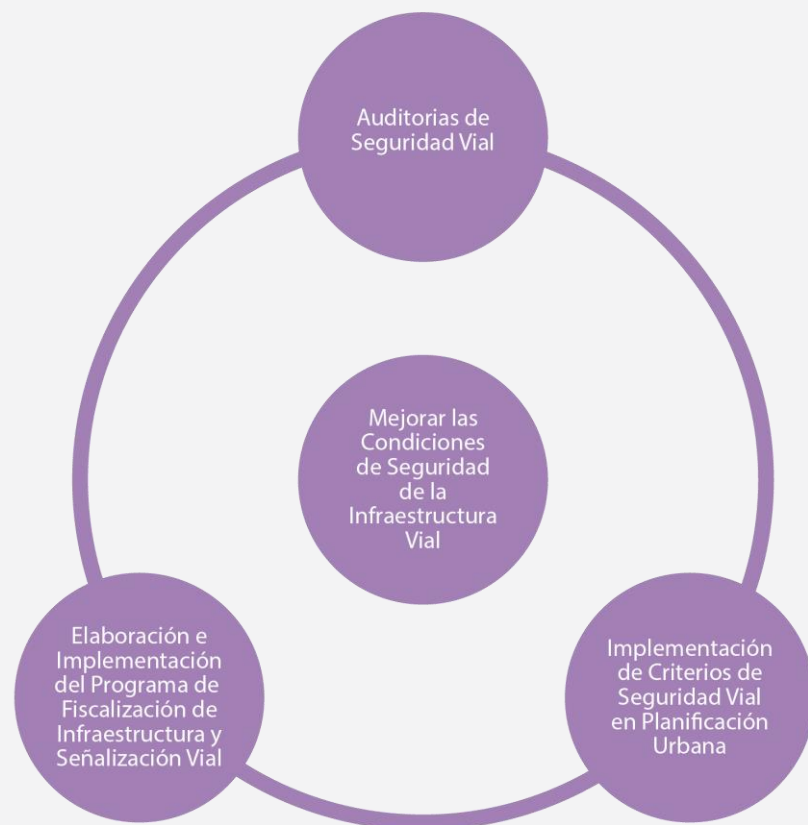 Auditorias de
Seguridad Vial
Mejorar las
Condiciones
de Seguridad
de la
Infraestructura
Vial
Elaboración e
Implementación
del Programa de
Fiscalización de
Infraestructura y
Señalización Vial
Implementación
de Criterios de
Seguridad Vial
en Planificación
Urbana